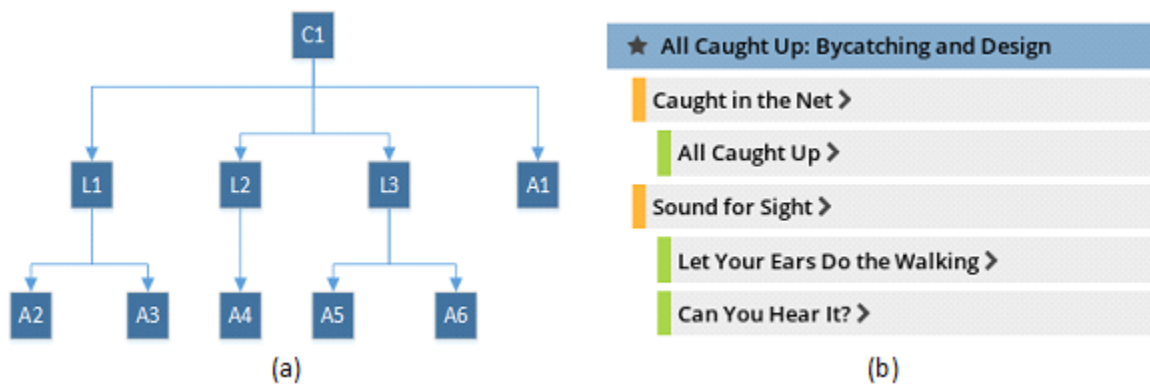 C1
L1 L2 L3 A1
A2 A3 A4 A5 A6
(a)
All Caught Up: Bycatching and Design
Caught in the Net
All Caught Up
Sound for Sight
Let Your Ears Do the Walking
Can You Hear It?
(b)